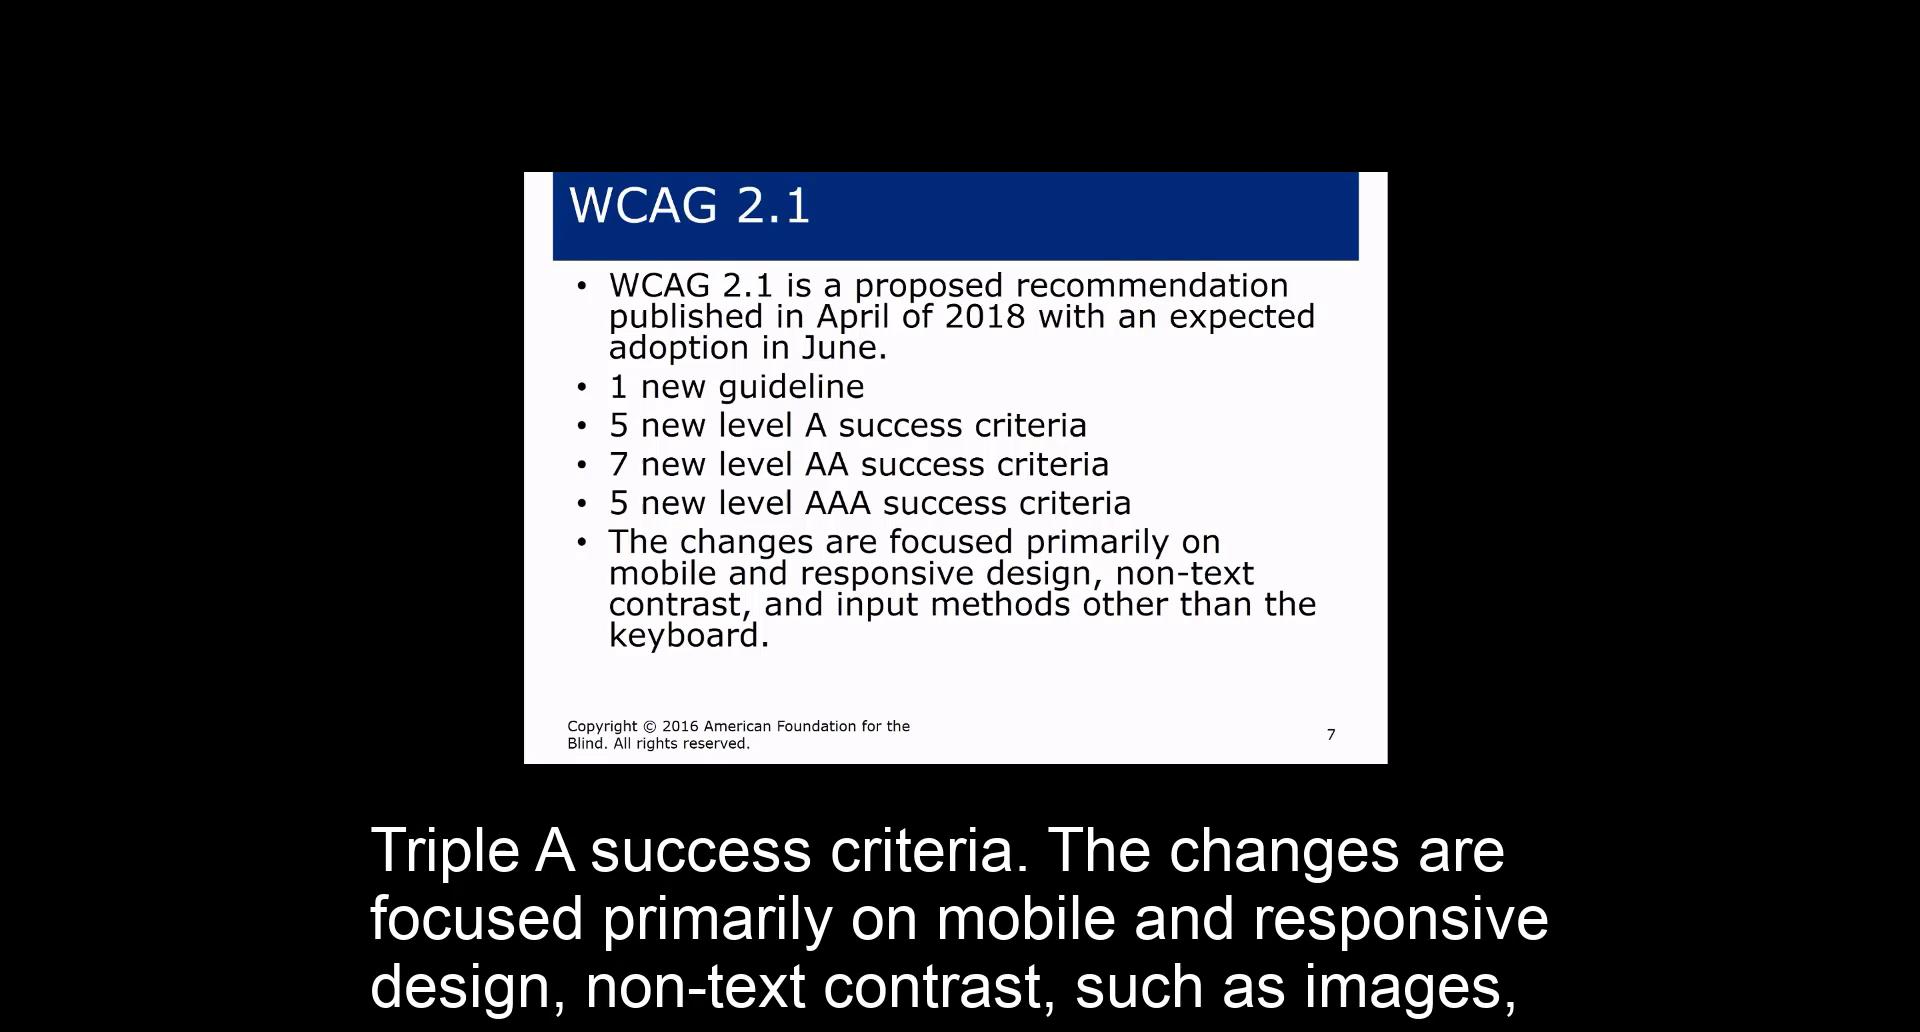 WCAG 2.1
• WCAG 2.1 is a proposed recommendation
published in April of 2018 with an expected
adoption in June.
• 1 new guideline
• 5 new level A success criteria
• 7 new level AA success criteria
• 5 new level AAA success criteria
• The changes are focused primarily on
mobile and responsive design, non-text
contrast, and input methods other than the
keyboard.
Copyright © 2016 American Foundation for the
Blind. All rights reserved.
7
Triple A success criteria. The changes are
focused primarily on mobile and responsive
design, non-text contrast, such as images,